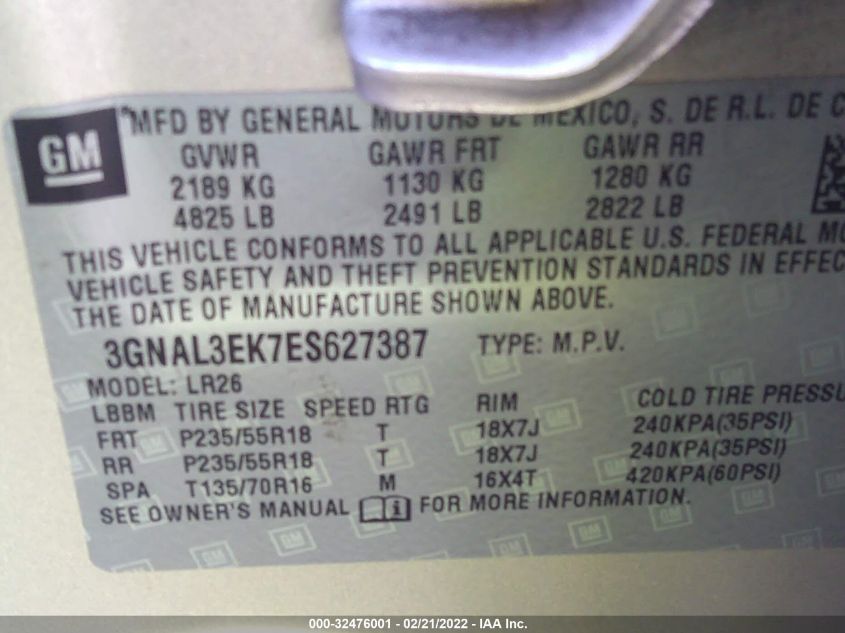 GM
MFD BY GENERAL MOTORS DE MEXICO, S. DE R.L. DE C
GVWR GAWR FRT GAWR RR
2189 KG 1130 KG 1280 KG
4825 LB 2491 LB 2822 LB
THIS VEHICLE CONFORMS TO ALL APPLICABLE U.S. FEDERAL MO
VEHICLE SAFETY AND THEFT PREVENTION STANDARDS IN EFFEC
THE DATE OF MANUFACTURE SHOWN ABOVE.
3GNAL3EK7ES627387 TYPE: M.P.V.
MODEL: LR26
LBBM TIRE SIZE SPEED RTG RIM COLD TIRE PRESSU
FRT P235/55R18 T 18X7J 240KPA(35PSI)
RR P235/55R18 T 18X7J 240KPA(35PSI)
SPA T135/70R16 M 16X4T 420KPA(60PSI)
SEE OWNER'S MANUAL i FOR MORE INFORMATION.
000-32476001 - 02/21/2022 - IAA Inc.